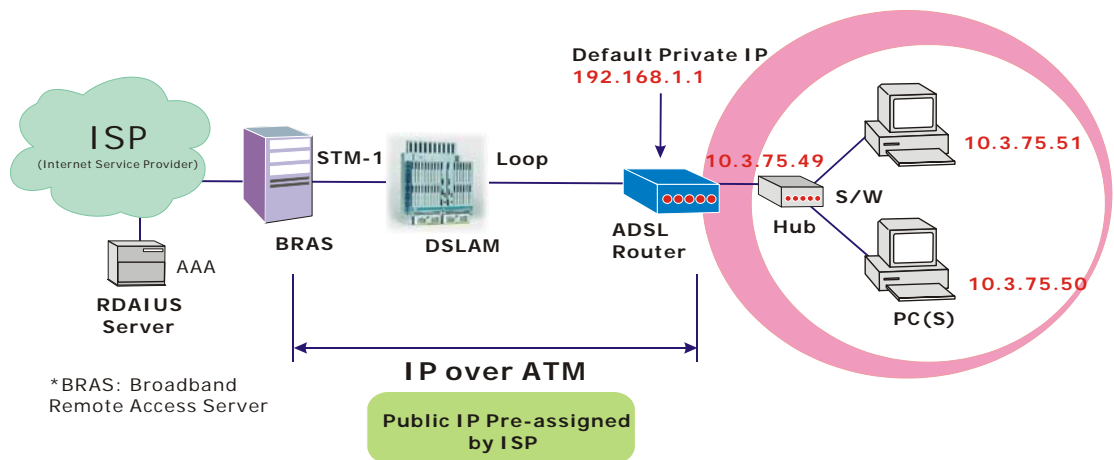 Default Private IP
192.168.1.1
ISP
(Internet Service Provider)
STM-1
Loop
10.3.75.49
10.3.75.51
S/W
Hub
BRAS
DSLAM
ADSL
Router
AAA
RDAIUS
Server
10.3.75.50
PC(S)
IP over ATM
*BRAS: Broadband
Remote Access Server
Public IP Pre-assigned
by ISP